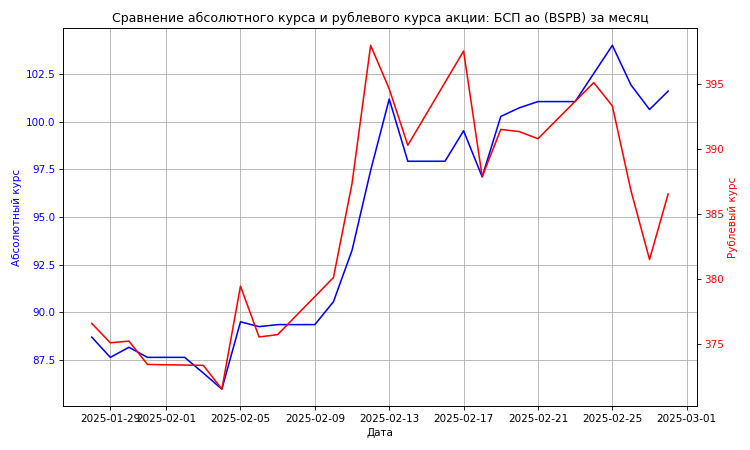 Сравнение абсолютного курса и рублевого курса акции: БСП ао (BSPB) за месяц
Абсолютный курс
102.5
100.0
97.5
95.0
92.5
90.0
87.5
395
390
385
380
375
Рублевый курс
2025-01-29 2025-02-01 2025-02-05 2025-02-09 2025-02-13 2025-02-17 2025-02-21 2025-02-25 2025-03-01
Дата